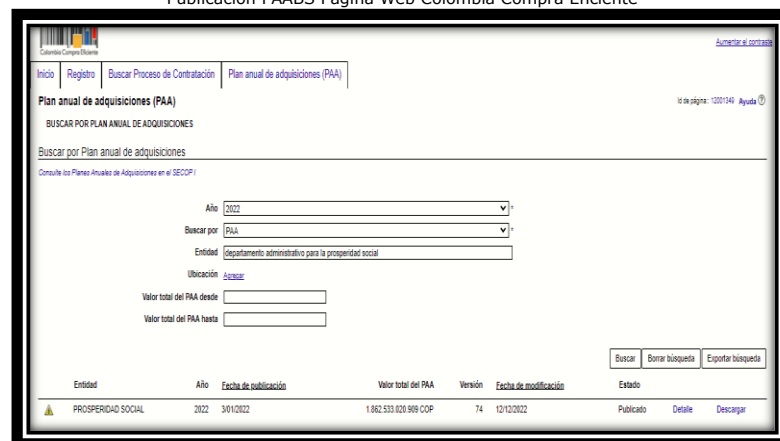 Publicación PAABS Página Web Colombia Compra Eficiente
Colombia Compra Eficiente
Aumentar el contraste
Inicio Registro Buscar Proceso de Contratación Plan anual de adquisiciones (PAA)
Plan anual de adquisiciones (PAA) Id de página: 12001346 Ayuda ?
BUSCAR POR PLAN ANUAL DE ADQUISICIONES
Buscar por Plan anual de adquisiciones
Consulte los Planes Anuales de Adquisiciones en el SECOP I
Año 2022 *
Buscar por PAA *
Entidad departamento administrativo para la prosperidad social
Ubicación Agregar
Valor total del PAA desde
Valor total del PAA hasta
Buscar Borrar búsqueda Exportar búsqueda
Entidad Año Fecha de publicación Valor total del PAA Versión Fecha de modificación Estado
PROSPERIDAD SOCIAL 2022 3/01/2022 1.862.533.020.909 COP 74 12/12/2022 Publicado Detalle Descargar